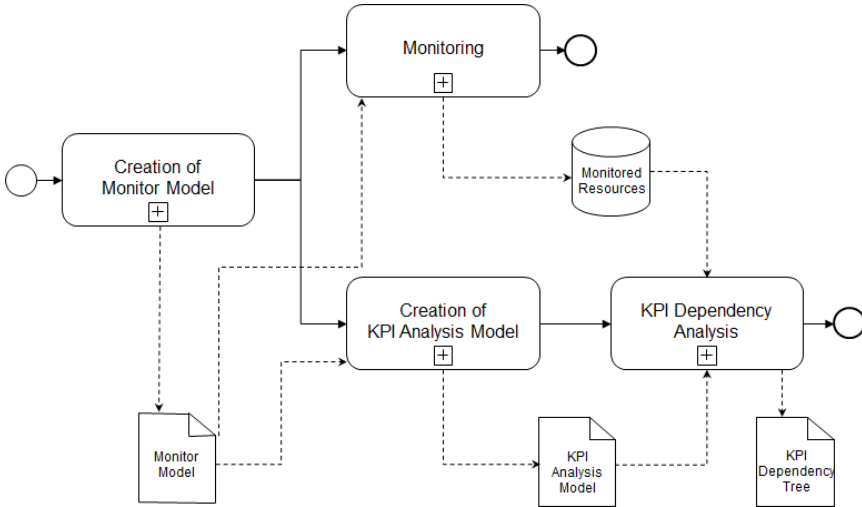 Monitoring
Creation of
Monitor Model
Monitored
Resources
Creation of
KPI Analysis Model
KPI Dependency
Analysis
Monitor
Model
KPI
Analysis
Model
KPI
Dependency
Tree